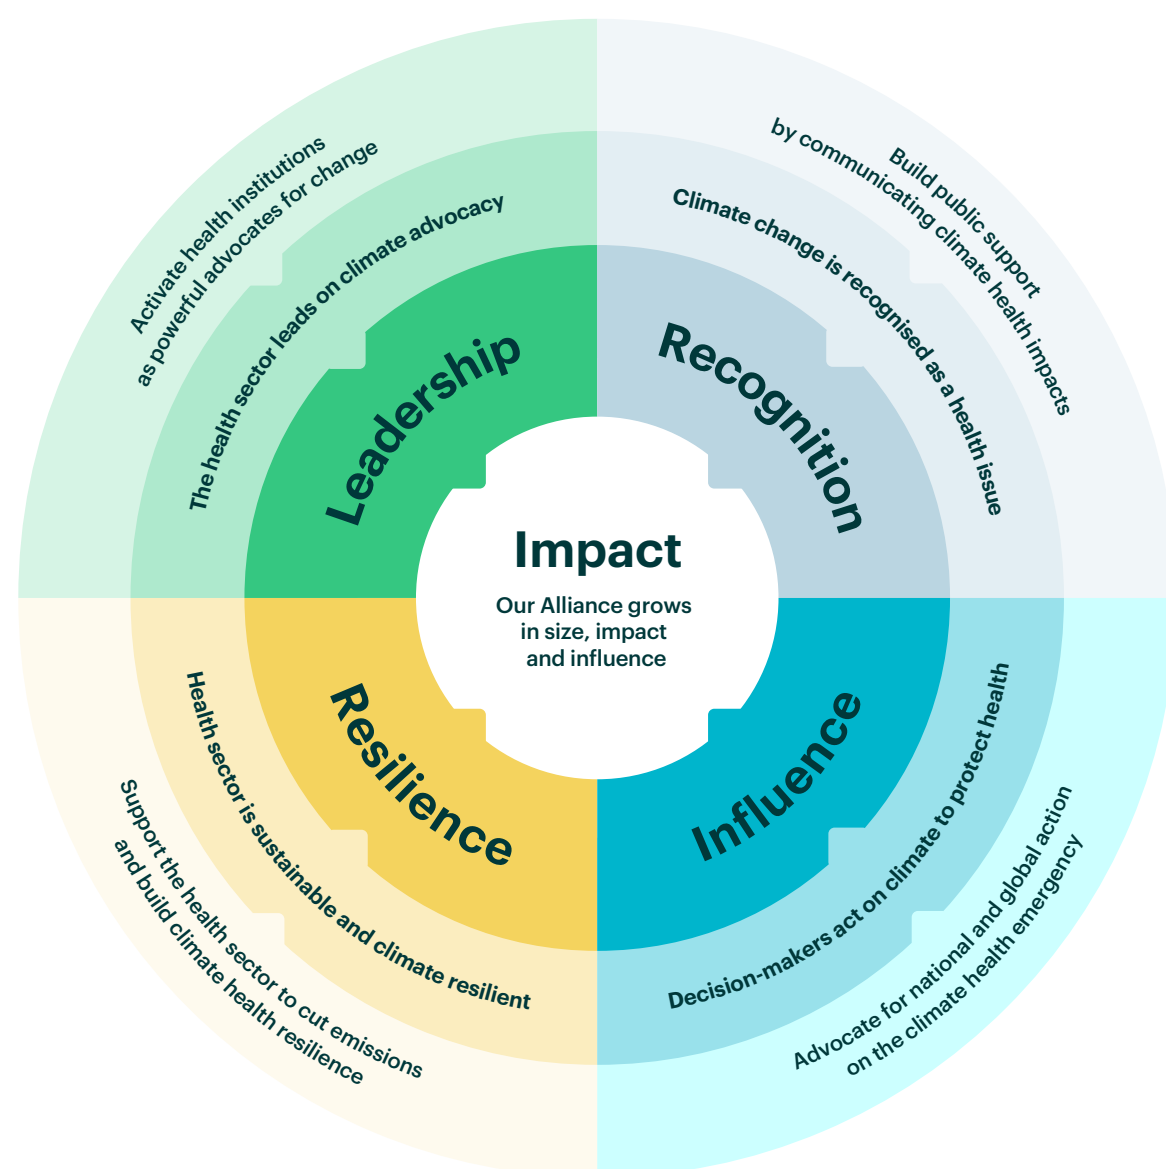 Activate health institutions
as powerful advocates for change
The health sector leads on climate advocacy
Leadership
Build public support
by communicating climate health impacts
Climate change is recognised as a health issue
Recognition
Impact
Our Alliance grows
in size, impact
and influence
Resilience
Health sector is sustainable and climate resilient
Support the health sector to cut emissions
and build climate health resilience
Influence
Decision-makers act on climate to protect health
Advocate for national and global action
on the climate health emergency